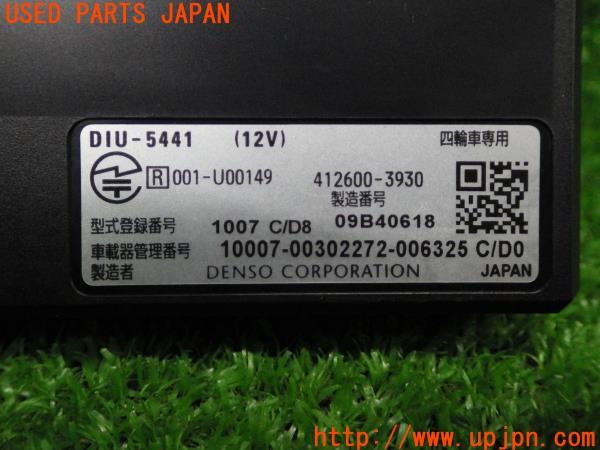 USED PARTS JAPAN
DIU-5441 (12V) 四輪車専用
R 001-U00149 412600-3930
製造番号
型式登録番号 1007 C/D8 09B40618
車載器管理番号 10007-00302272-006325 C/D0
製造者 DENSO CORPORATION JAPAN
UPJ http://www.upjpn.com